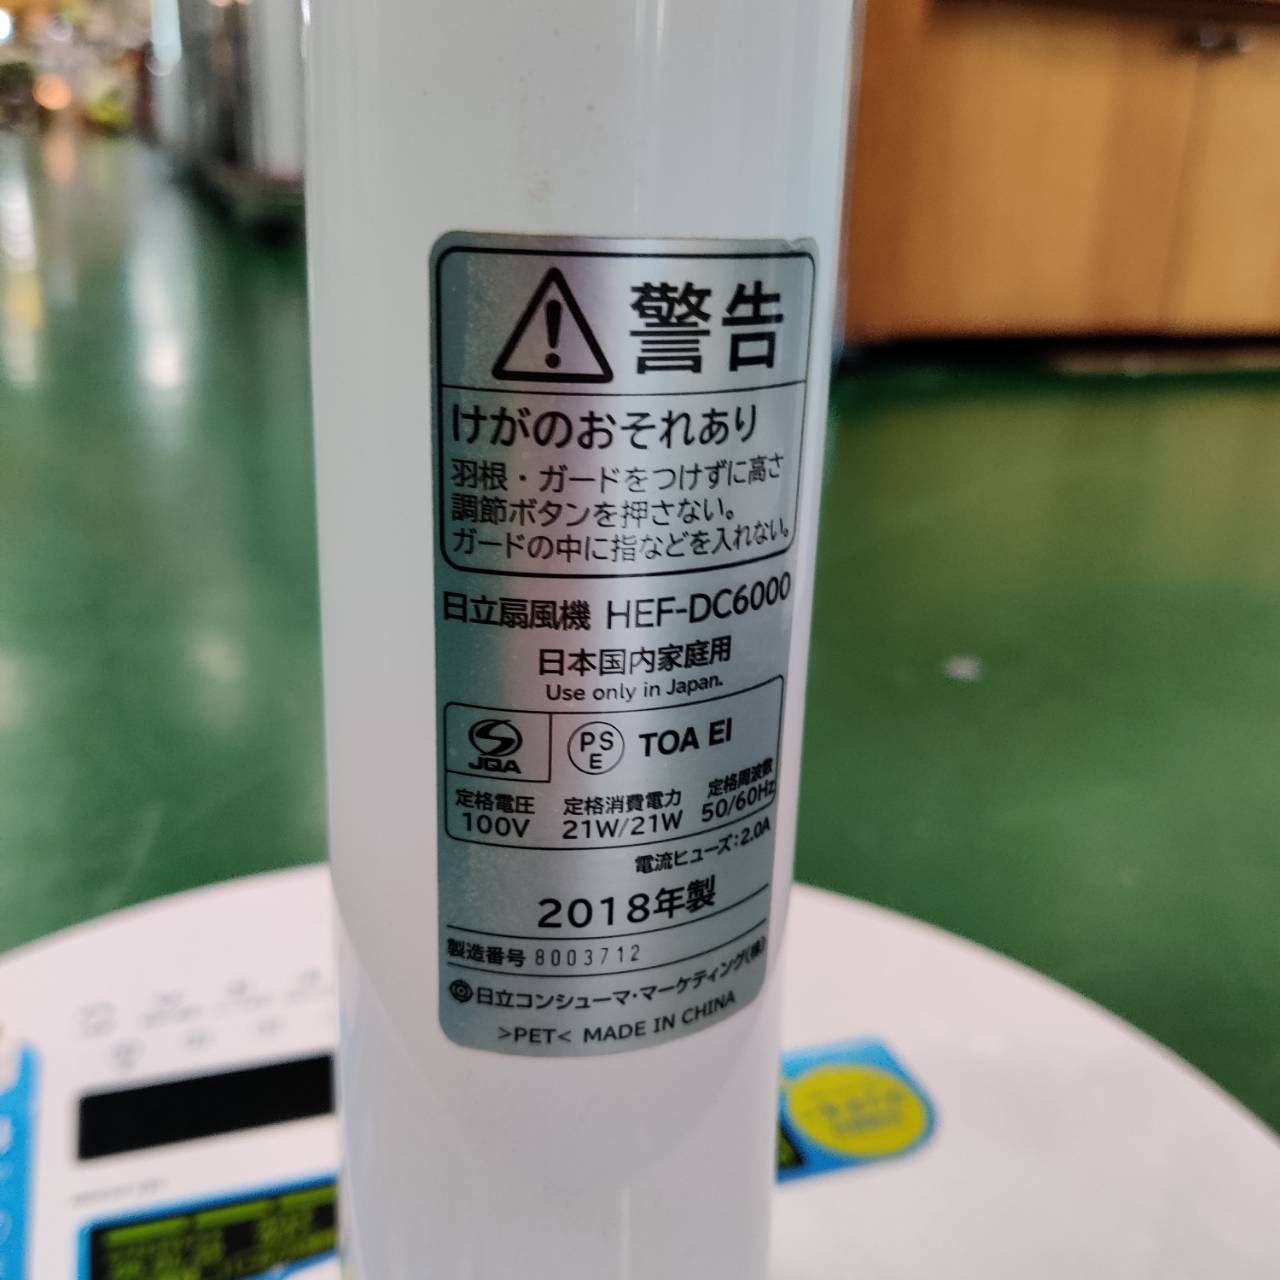 警告
けがのおそれあり
羽根・ガードをつけずに高さ
調節ボタンを押さない。
ガードの中に指などを入れない。
日立扇風機 HEF-DC6000
日本国内家庭用
Use only in Japan.
JQA PSE TOA EI
定格電圧 定格消費電力 定格周波数
100V 21W/21W 50/60Hz
電流ヒューズ:2.0A
2018年製
製造番号 8003712
日立コンシューマ・マーケティング(株)
>PET< MADE IN CHINA